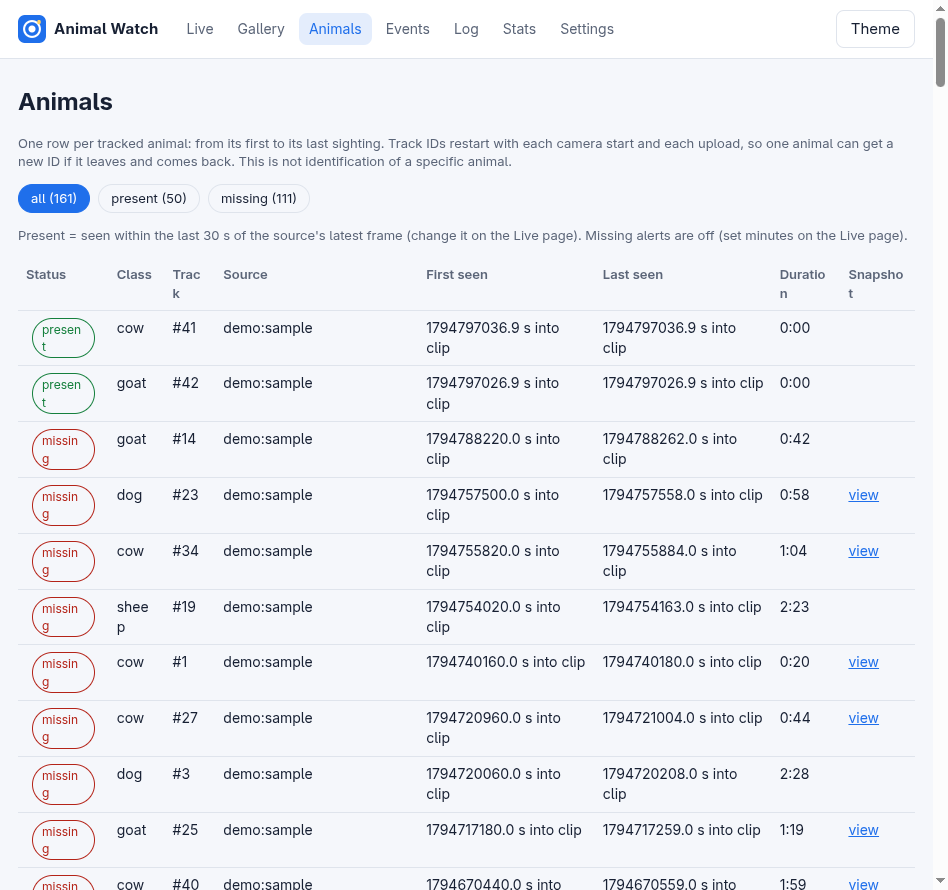 Animal Watch Live Gallery Animals Events Log Stats Settings Theme
Animals
One row per tracked animal: from its first to its last sighting. Track IDs restart with each camera start and each upload, so one animal can get a
new ID if it leaves and comes back. This is not identification of a specific animal.
all (161) present (50) missing (111)
Present = seen within the last 30 s of the source's latest frame (change it on the Live page). Missing alerts are off (set minutes on the Live page).
Status Class Trac Source First seen Last seen Duratio Snapsho
k n t
presen cow #41 demo:sample 1794797036.9 s into 1794797036.9 s into 0:00
t clip clip
presen goat #42 demo:sample 1794797026.9 s into 1794797026.9 s into clip 0:00
t clip
missin goat #14 demo:sample 1794788220.0 s into 1794788262.0 s into 0:42
g clip clip
missin dog #23 demo:sample 1794757500.0 s into 1794757558.0 s into clip 0:58 view
g clip
missin cow #34 demo:sample 1794755820.0 s into 1794755884.0 s into 1:04 view
g clip clip
missin shee #19 demo:sample 1794754020.0 s into 1794754163.0 s into clip 2:23
g p clip
missin cow #1 demo:sample 1794740160.0 s into clip 1794740180.0 s into clip 0:20 view
g
missin cow #27 demo:sample 1794720960.0 s into 1794721004.0 s into clip 0:44 view
g clip
missin dog #3 demo:sample 1794720060.0 s into 1794720208.0 s into 2:28
g clip clip
missin goat #25 demo:sample 1794717180.0 s into clip 1794717259.0 s into clip 1:19 view
g
missin cow #40 demo:sample 1794670440.0 s into 1794670559.0 s into 1:59 view